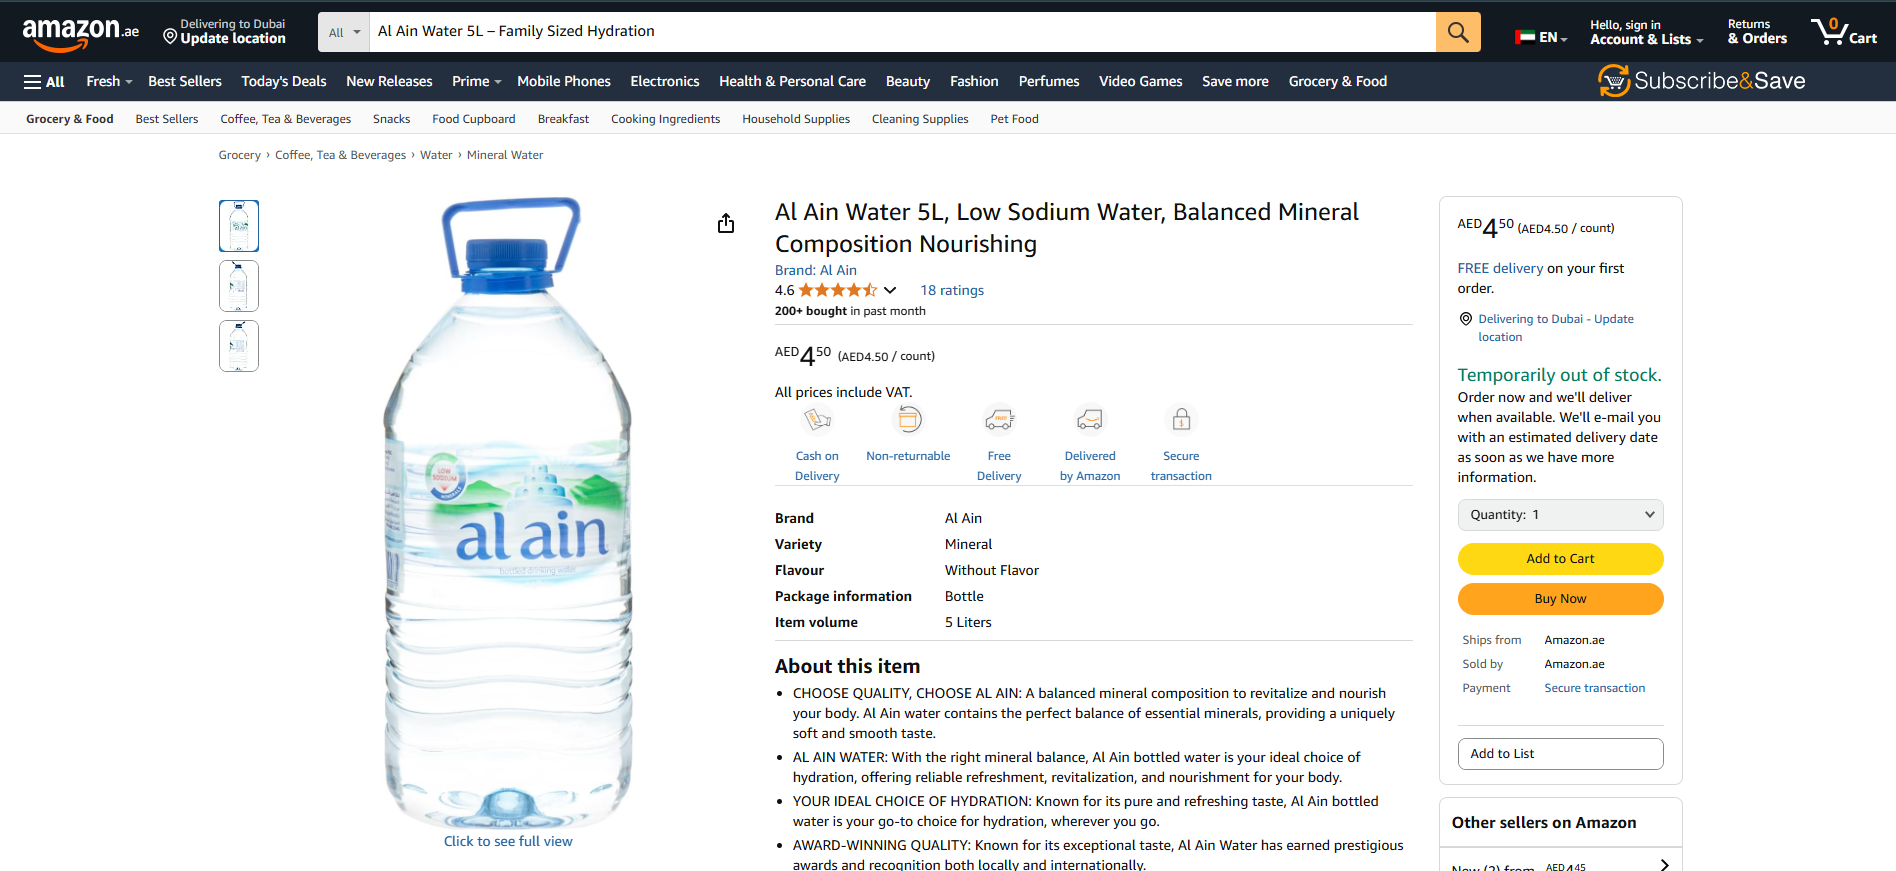 amazon.ae
Delivering to Dubai
Update location
All
Al Ain Water 5L – Family Sized Hydration
EN
Hello, sign in
Account & Lists
Returns
& Orders
0
Cart
All
Fresh
Best Sellers
Today's Deals
New Releases
Prime
Mobile Phones
Electronics
Health & Personal Care
Beauty
Fashion
Perfumes
Video Games
Save more
Grocery & Food
Subscribe&Save
Grocery & Food
Best Sellers
Coffee, Tea & Beverages
Snacks
Food Cupboard
Breakfast
Cooking Ingredients
Household Supplies
Cleaning Supplies
Pet Food
Grocery › Coffee, Tea & Beverages › Water › Mineral Water
LOW
SODIUM
MINERALS
al ain
bottled drinking water
Click to see full view
Al Ain Water 5L, Low Sodium Water, Balanced Mineral
Composition Nourishing
Brand: Al Ain
4.6
18 ratings
200+ bought in past month
AED4 50 (AED4.50 / count)
All prices include VAT.
Cash on
Delivery
Non-returnable
Free
Delivery
Delivered
by Amazon
Secure
transaction
Brand Al Ain
Variety Mineral
Flavour Without Flavor
Package information Bottle
Item volume 5 Liters
About this item
• CHOOSE QUALITY, CHOOSE AL AIN: A balanced mineral composition to revitalize and nourish
your body. Al Ain water contains the perfect balance of essential minerals, providing a uniquely
soft and smooth taste.
• AL AIN WATER: With the right mineral balance, Al Ain bottled water is your ideal choice of
hydration, offering reliable refreshment, revitalization, and nourishment for your body.
• YOUR IDEAL CHOICE OF HYDRATION: Known for its pure and refreshing taste, Al Ain bottled
water is your go-to choice for hydration, wherever you go.
• AWARD-WINNING QUALITY: Known for its exceptional taste, Al Ain Water has earned prestigious
awards and recognition both locally and internationally.
AED4 50 (AED4.50 / count)
FREE delivery on your first
order.
Delivering to Dubai - Update
location
Temporarily out of stock.
Order now and we'll deliver
when available. We'll e-mail you
with an estimated delivery date
as soon as we have more
information.
Quantity: 1
Add to Cart
Buy Now
Ships from Amazon.ae
Sold by Amazon.ae
Payment Secure transaction
Add to List
Other sellers on Amazon
New (2) from AED4 45